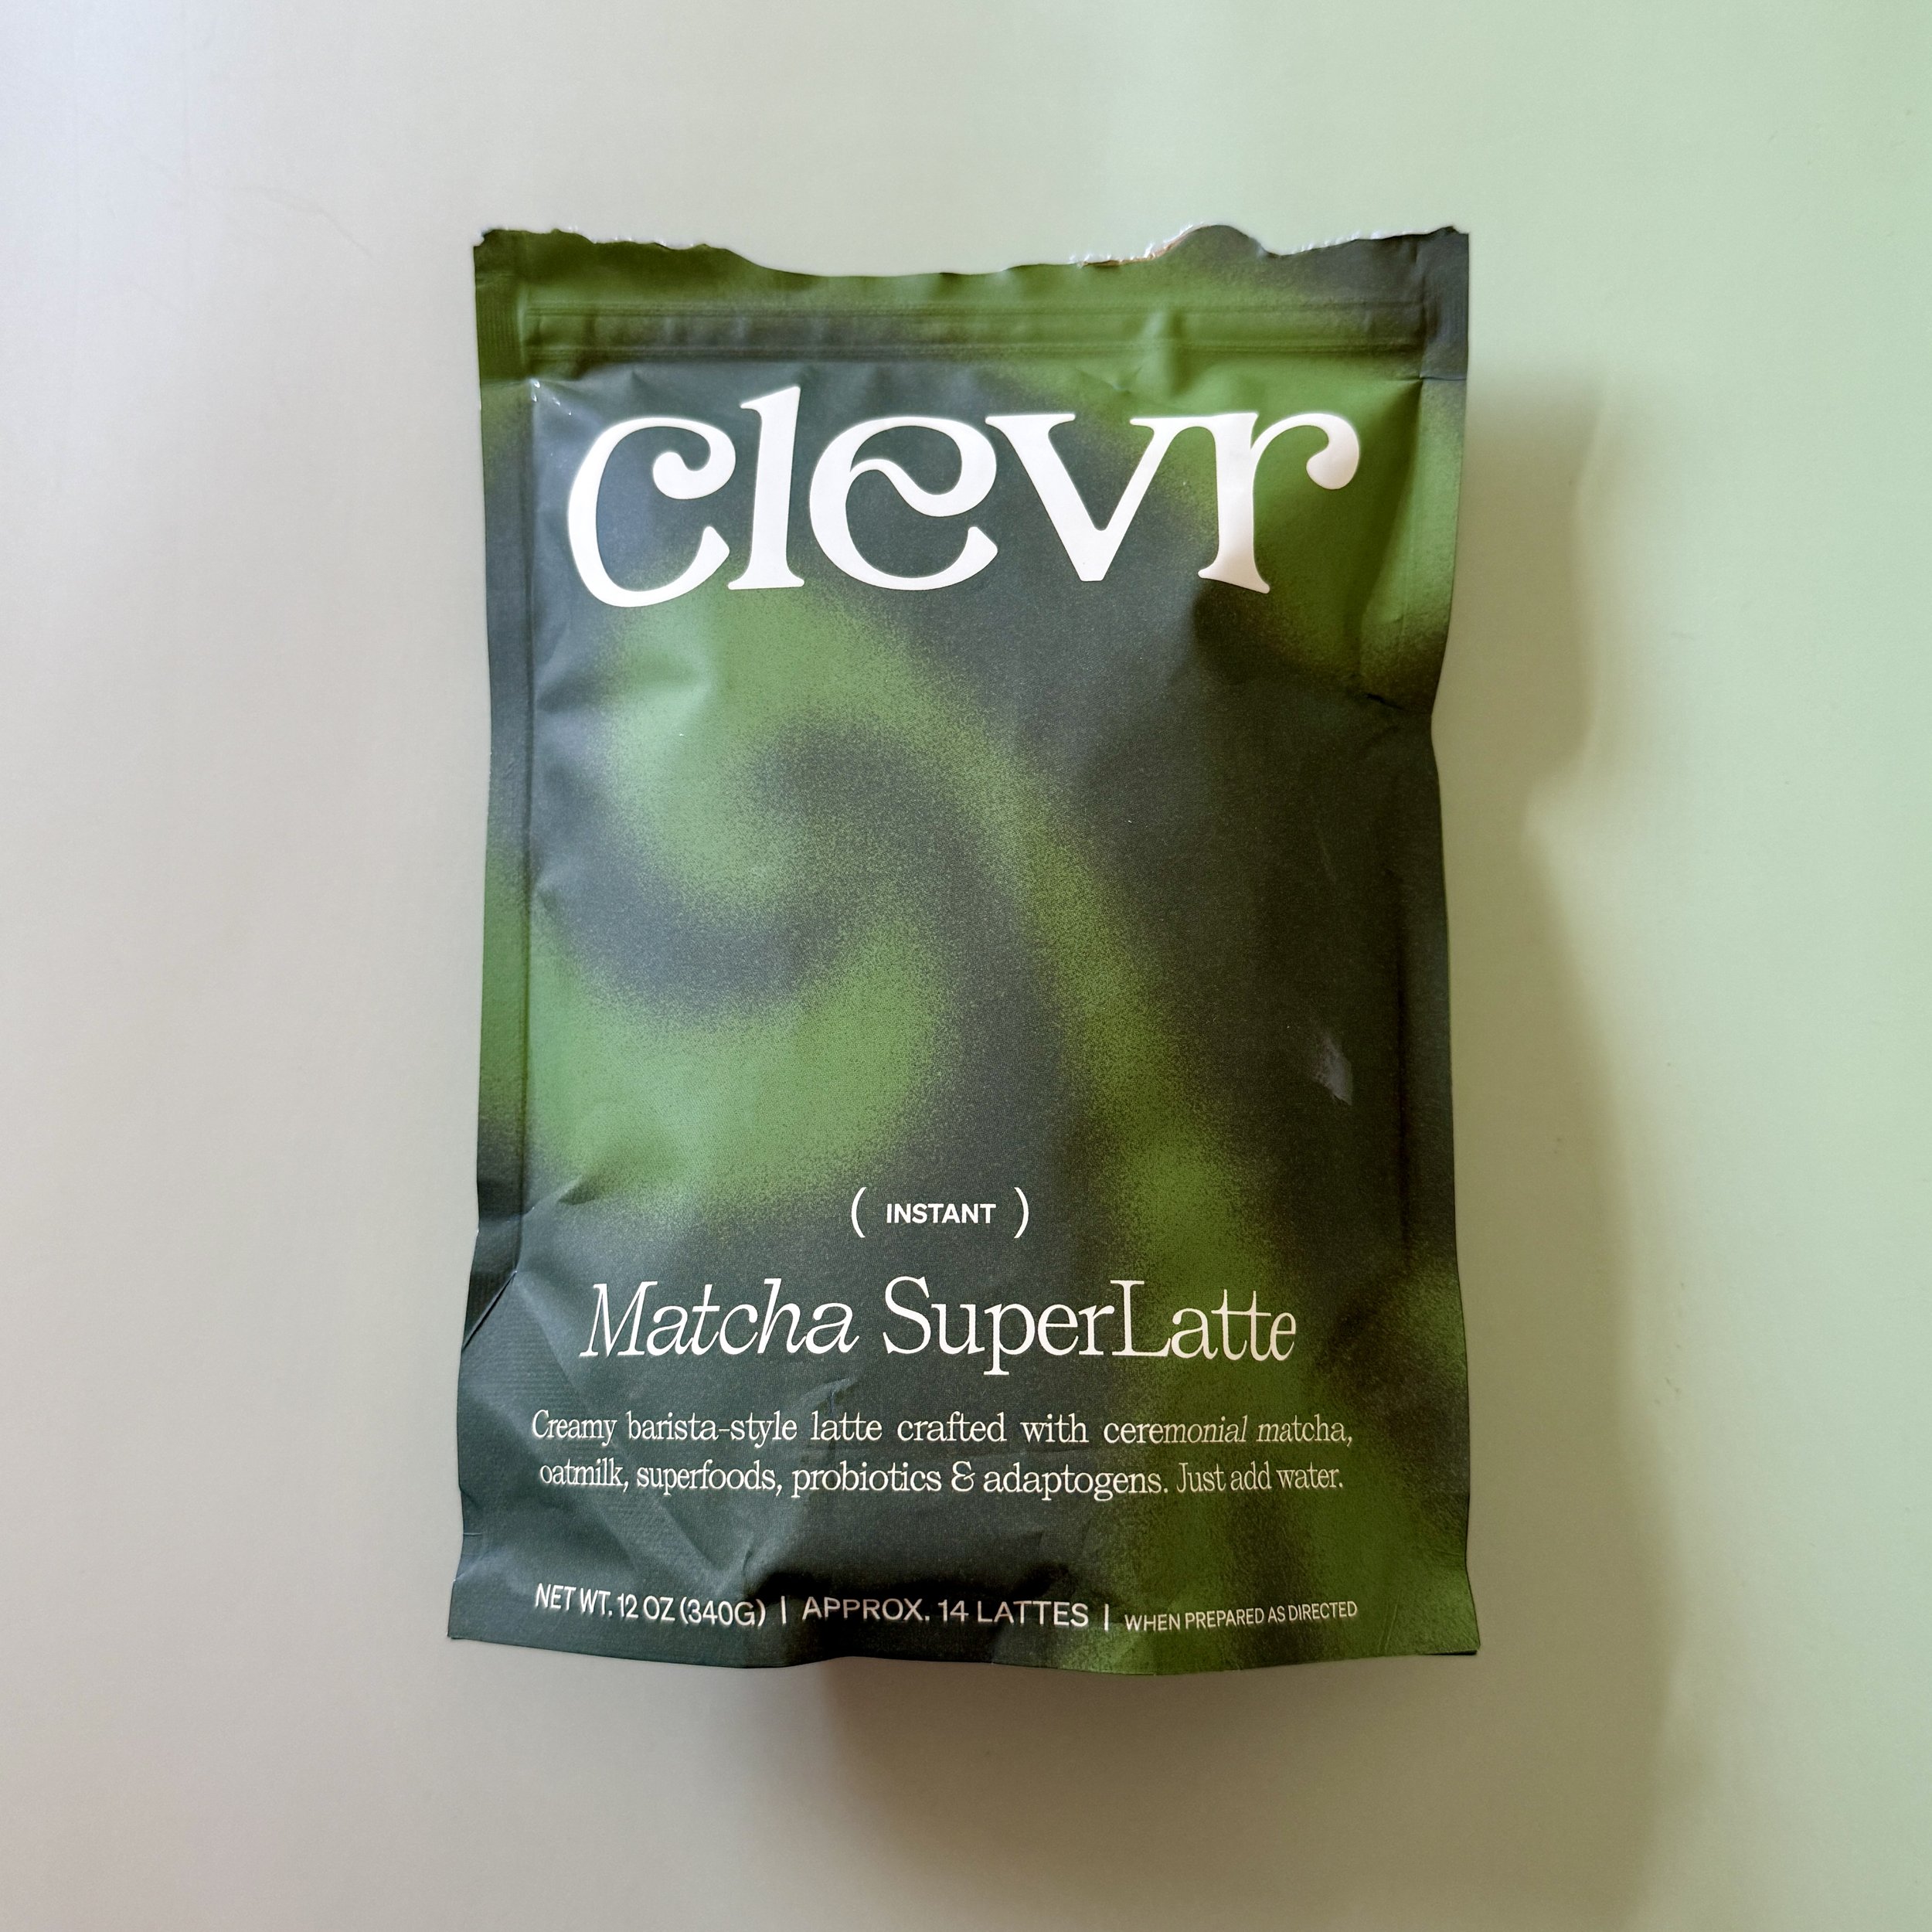 clevr
( INSTANT )
Matcha SuperLatte
Creamy barista-style latte crafted with ceremonial matcha,
oatmilk, superfoods, probiotics & adaptogens. Just add water.
NET WT. 12 OZ (340G) | APPROX. 14 LATTES | WHEN PREPARED AS DIRECTED